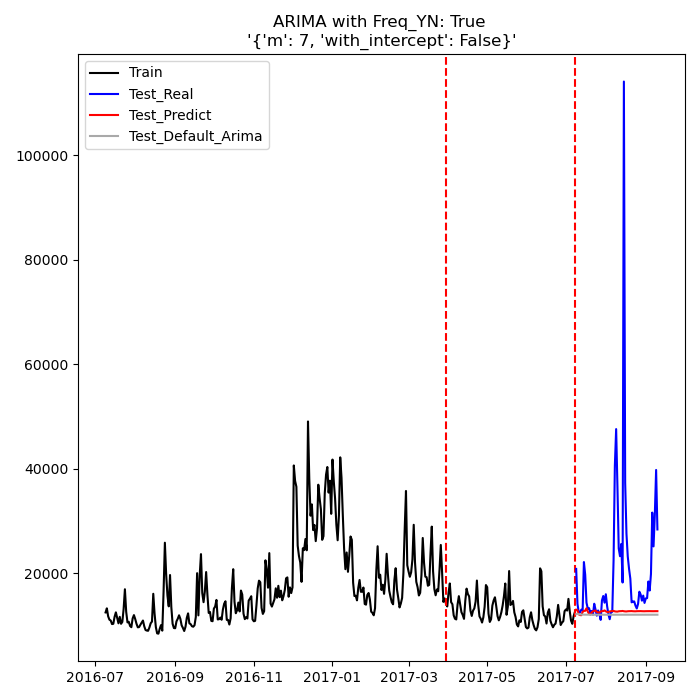 ARIMA with Freq_YN: True
'{'m': 7, 'with_intercept': False}'
Train
Test_Real
Test_Predict
Test_Default_Arima
100000
80000
60000
40000
20000
2016-07 2016-09 2016-11 2017-01 2017-03 2017-05 2017-07 2017-09